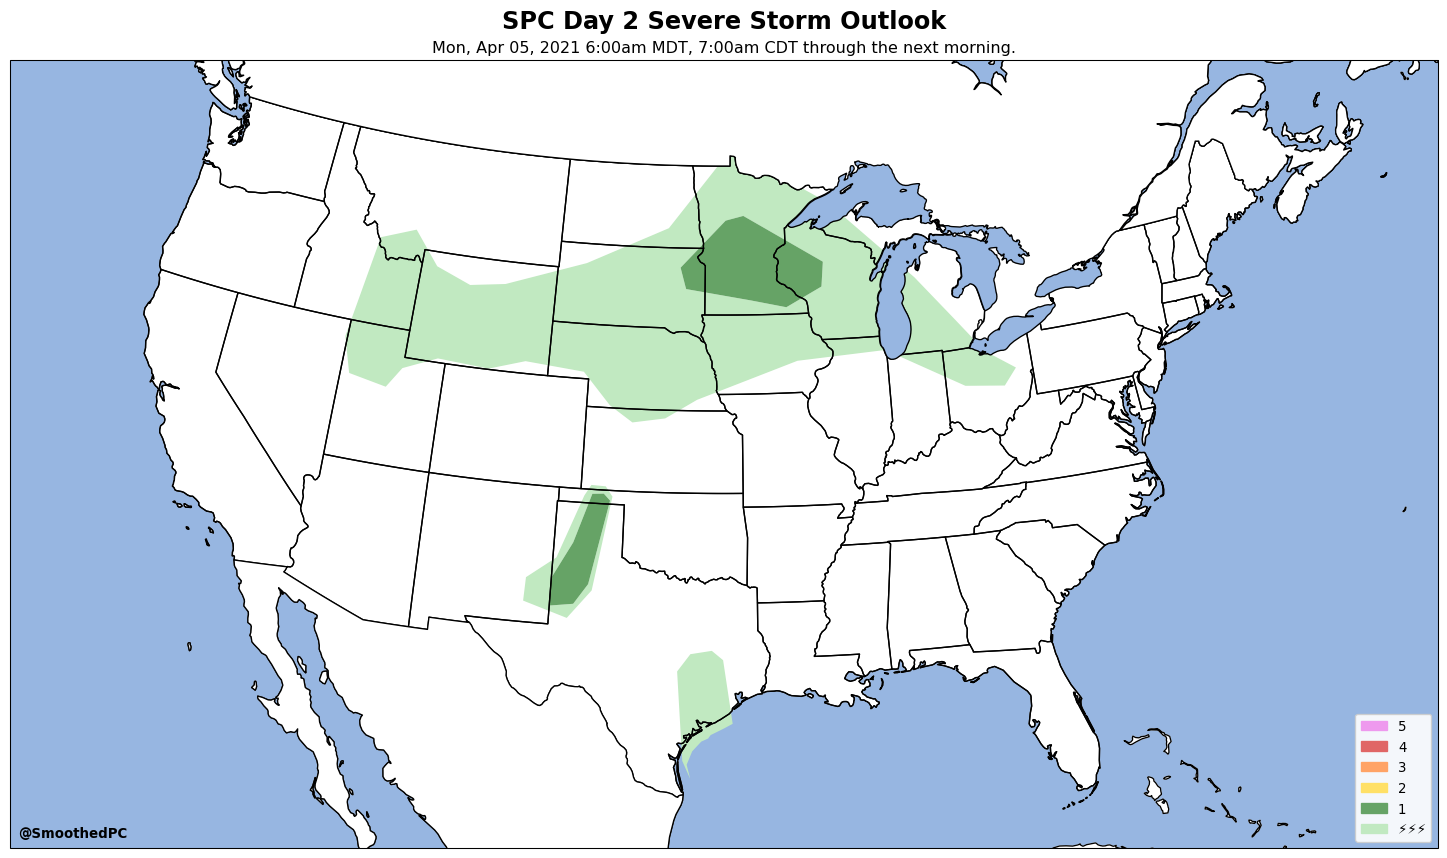 SPC Day 2 Severe Storm Outlook
Mon, Apr 05, 2021 6:00am MDT, 7:00am CDT through the next morning.
5
4
3
2
1
⚡⚡⚡
@SmoothedPC